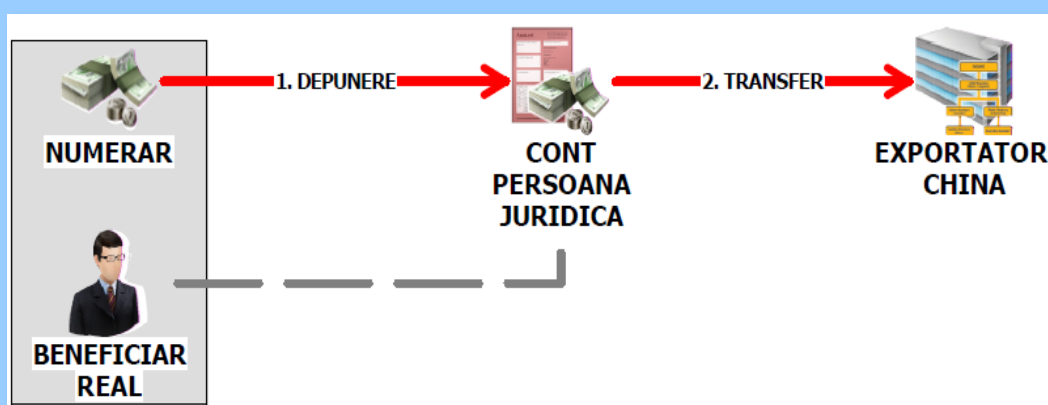 1. DEPUNERE
2. TRANSFER
NUMERAR
CONT
PERSOANA
JURIDICA
EXPORTATOR
CHINA
BENEFICIAR
REAL